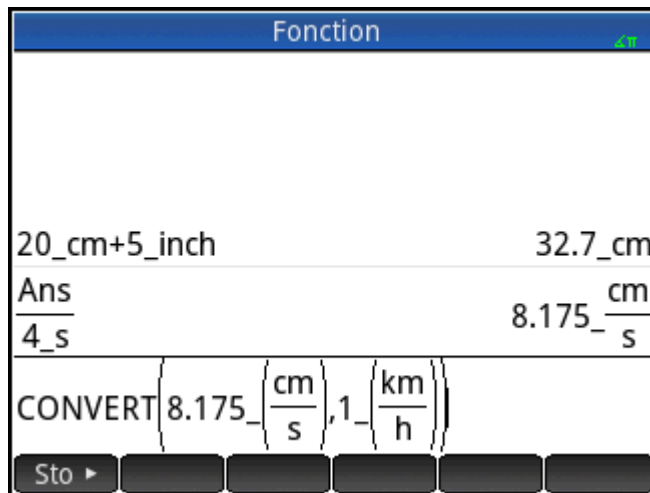 Fonction
∡π
20_cm+5_inch
32.7_cm
Ans
4_s
8.175_cm/s
CONVERT(8.175_(cm/s),1_(km/h))
Sto ▸